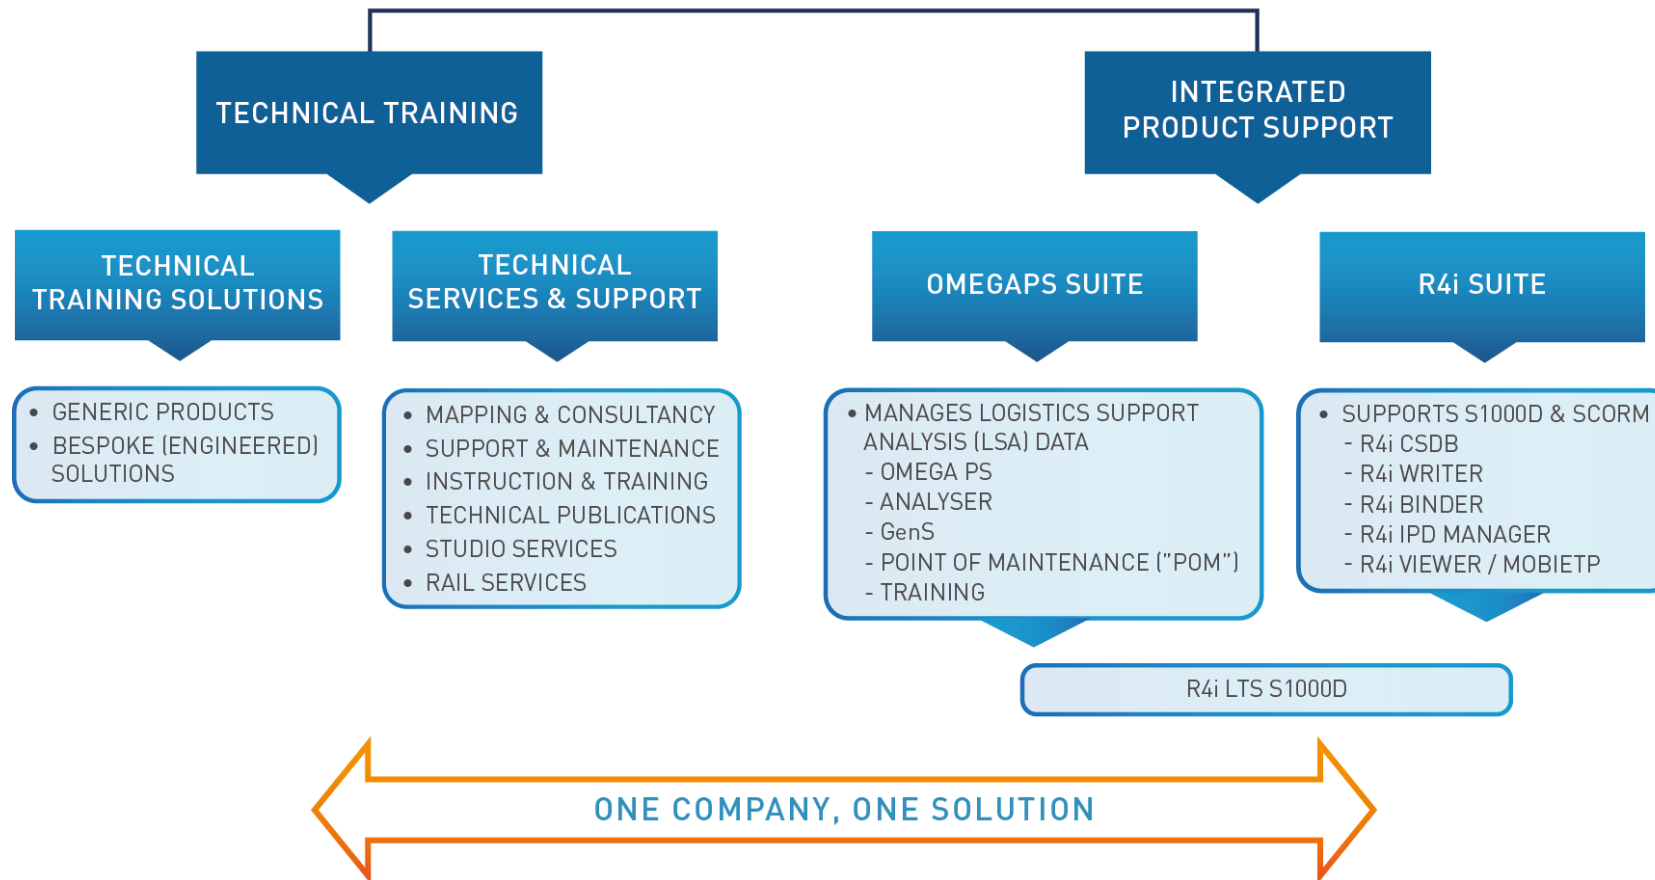 TECHNICAL TRAINING
INTEGRATED
PRODUCT SUPPORT
TECHNICAL
TRAINING SOLUTIONS
TECHNICAL
SERVICES & SUPPORT
OMEGAPS SUITE
R4i SUITE
• GENERIC PRODUCTS
• BESPOKE (ENGINEERED)
SOLUTIONS
• MAPPING & CONSULTANCY
• SUPPORT & MAINTENANCE
• INSTRUCTION & TRAINING
• TECHNICAL PUBLICATIONS
• STUDIO SERVICES
• RAIL SERVICES
• MANAGES LOGISTICS SUPPORT
ANALYSIS (LSA) DATA
- OMEGA PS
- ANALYSER
- GenS
- POINT OF MAINTENANCE ("POM")
- TRAINING
• SUPPORTS S1000D & SCORM
- R4i CSDB
- R4i WRITER
- R4i BINDER
- R4i IPD MANAGER
- R4i VIEWER / MOBIETP
R4i LTS S1000D
ONE COMPANY, ONE SOLUTION